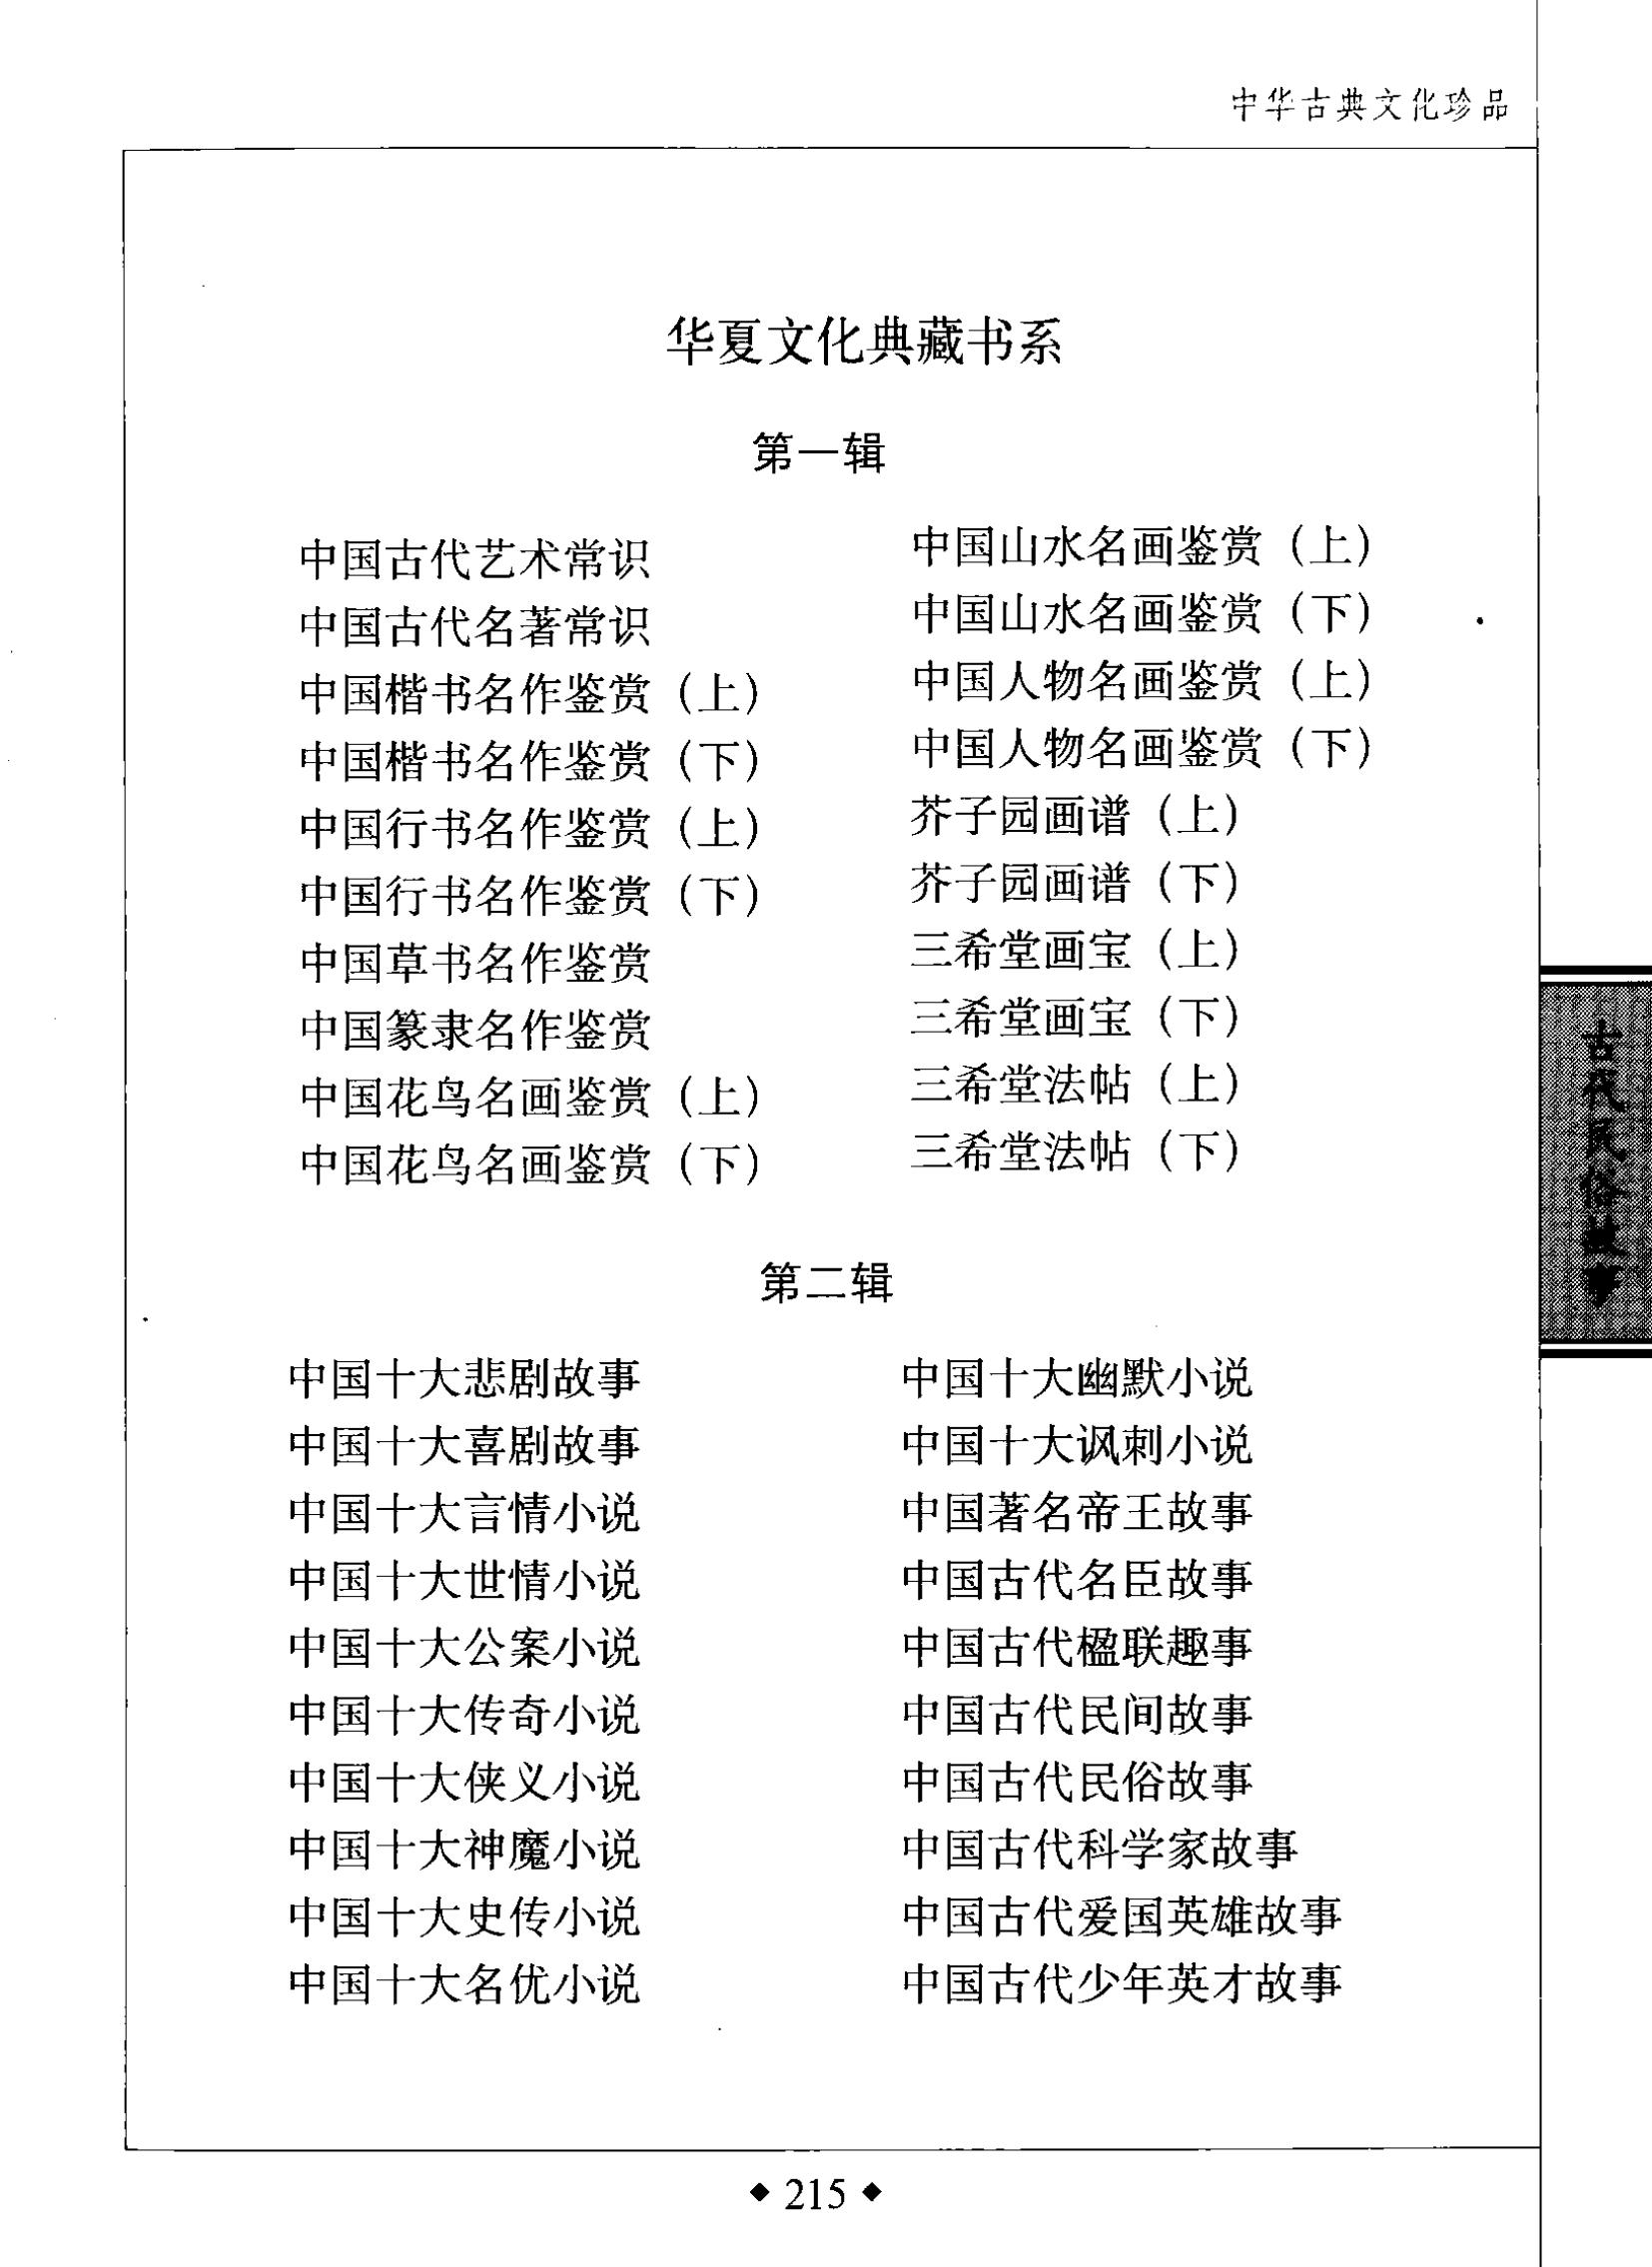 中华古典文化珍品
华夏文化典藏书系
第一辑
中国古代艺术常识
中国古代名著常识
中国楷书名作鉴赏（上）
中国楷书名作鉴赏（下）
中国行书名作鉴赏（上）
中国行书名作鉴赏（下）
中国草书名作鉴赏
中国篆隶名作鉴赏
中国花鸟名画鉴赏（上）
中国花鸟名画鉴赏（下）
中国山水名画鉴赏（上）
中国山水名画鉴赏（下）
中国人物名画鉴赏（上）
中国人物名画鉴赏（下）
芥子园画谱（上）
芥子园画谱（下）
三希堂画宝（上）
三希堂画宝（下）
三希堂法帖（上）
三希堂法帖（下）
第二辑
中国十大悲剧故事
中国十大喜剧故事
中国十大言情小说
中国十大世情小说
中国十大公案小说
中国十大传奇小说
中国十大侠义小说
中国十大神魔小说
中国十大史传小说
中国十大名优小说
中国十大幽默小说
中国十大讽刺小说
中国著名帝王故事
中国古代名臣故事
中国古代楹联趣事
中国古代民间故事
中国古代民俗故事
中国古代科学家故事
中国古代爱国英雄故事
中国古代少年英才故事
古代民俗故事
◆ 215 ◆